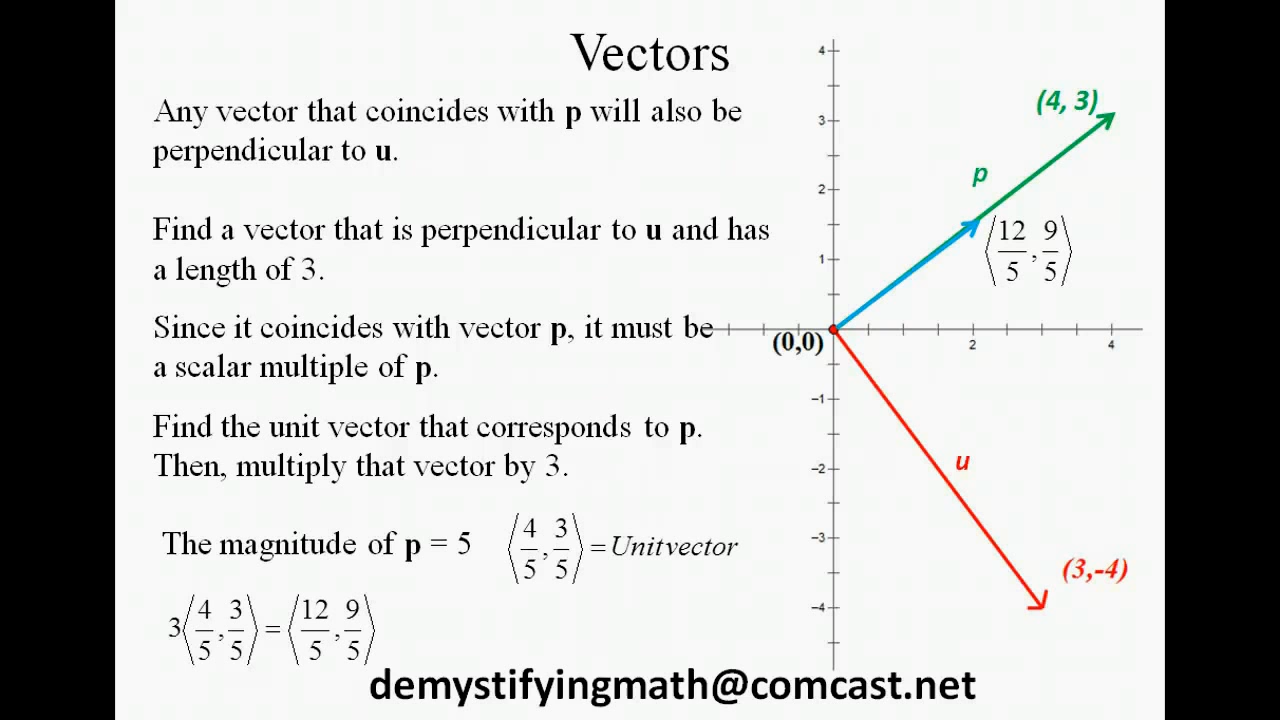 Vectors
Any vector that coincides with p will also be
perpendicular to u.
Find a vector that is perpendicular to u and has
a length of 3.
Since it coincides with vector p, it must be
a scalar multiple of p.
Find the unit vector that corresponds to p.
Then, multiply that vector by 3.
The magnitude of p = 5 ⟨4/5, 3/5⟩ = Unitvector
3⟨4/5, 3/5⟩ = ⟨12/5, 9/5⟩
demystifyingmath@comcast.net
4
(4, 3)
3
p
2
⟨12/5, 9/5⟩
1
(0,0)
2
4
−1
−2
u
−3
(3,-4)
−4